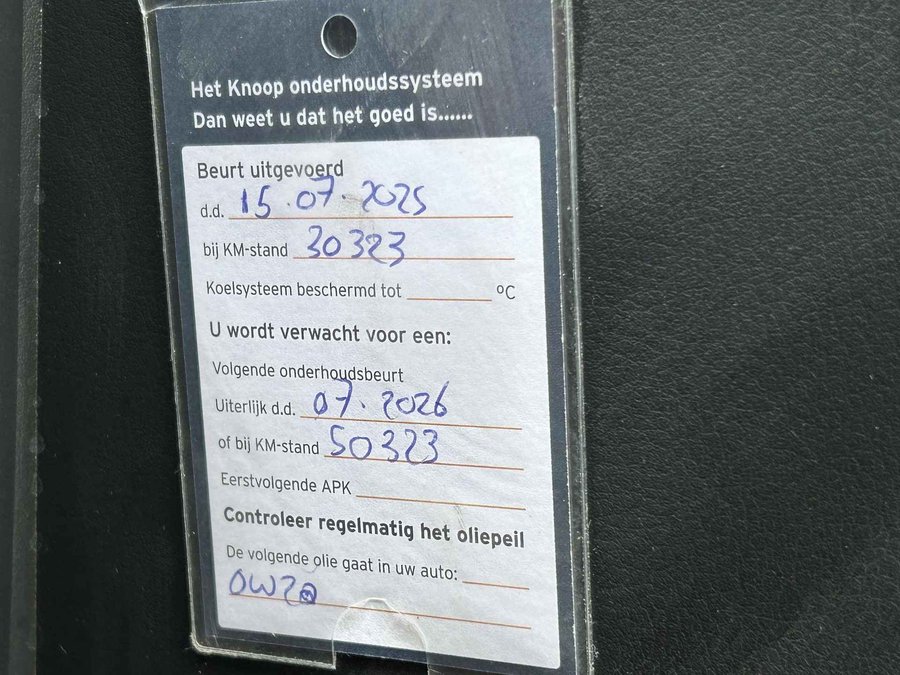 Het Knoop onderhoudssysteem
Dan weet u dat het goed is......
Beurt uitgevoerd
d.d. 15.07.2025
bij KM-stand 30323
Koelsysteem beschermd tot °C
U wordt verwacht voor een:
Volgende onderhoudsbeurt
Uiterlijk d.d. 07.2026
of bij KM-stand 50323
Eerstvolgende APK
Controleer regelmatig het oliepeil
De volgende olie gaat in uw auto:
0W20